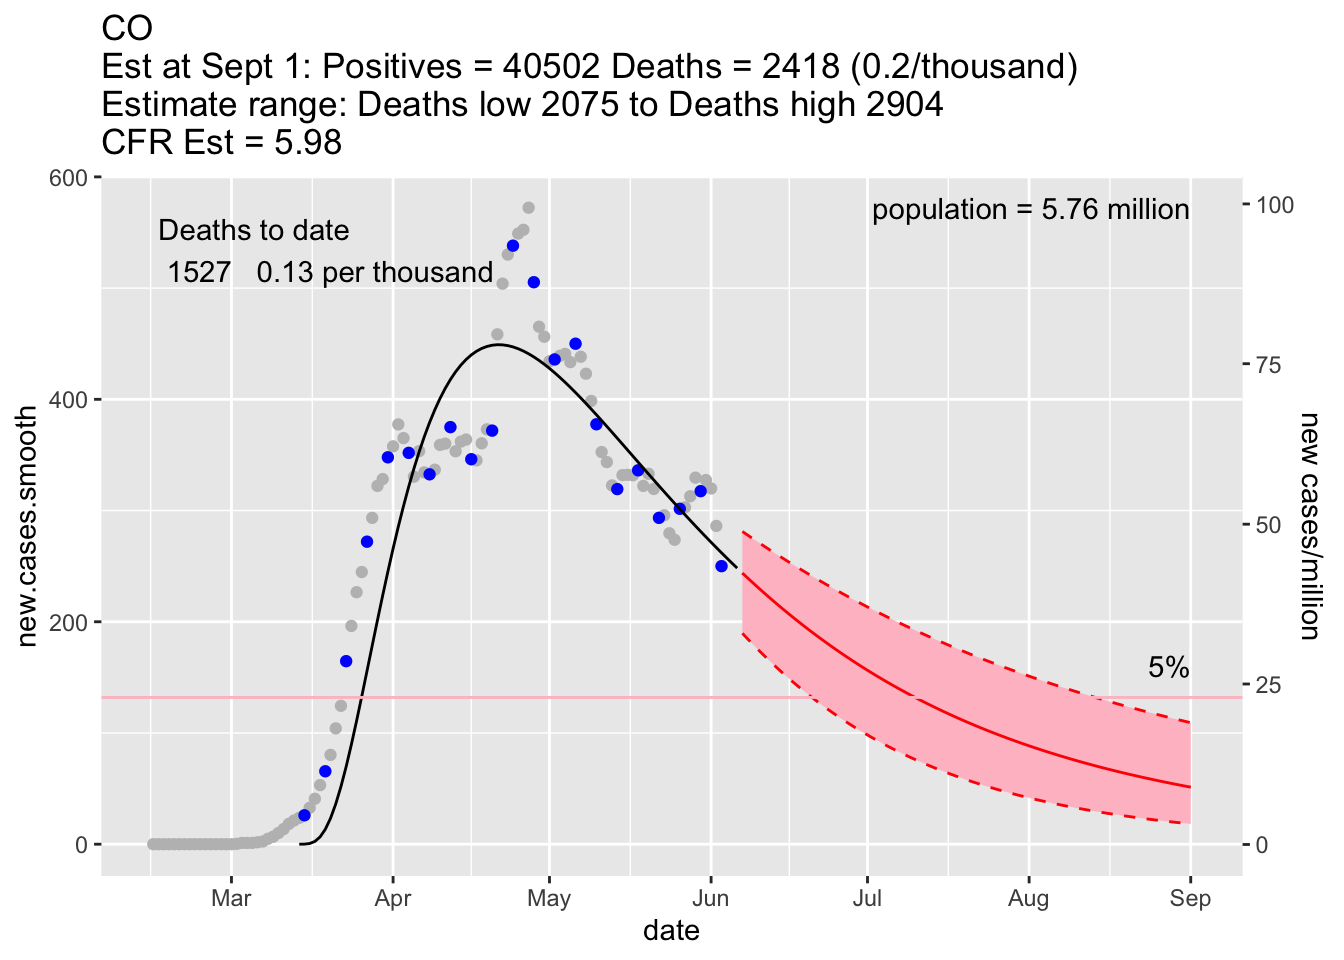 CO
Est at Sept 1: Positives = 40502 Deaths = 2418 (0.2/thousand)
Estimate range: Deaths low 2075 to Deaths high 2904
CFR Est = 5.98
600
400
200
0
new.cases.smooth
Deaths to date
1527 0.13 per thousand
population = 5.76 million
5%
100
75
50
25
0
new cases/million
Mar Apr May Jun Jul Aug Sep
date